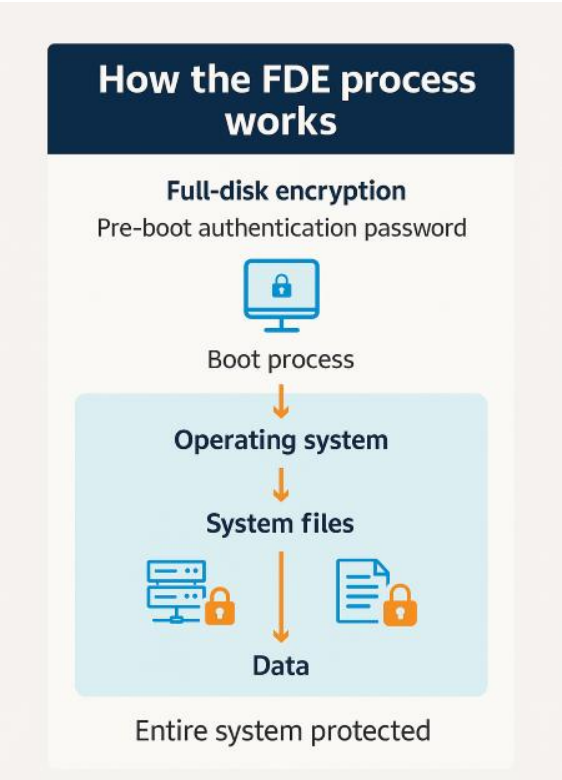 How the FDE process
works
Full-disk encryption
Pre-boot authentication password
Boot process
Operating system
System files
Data
Entire system protected